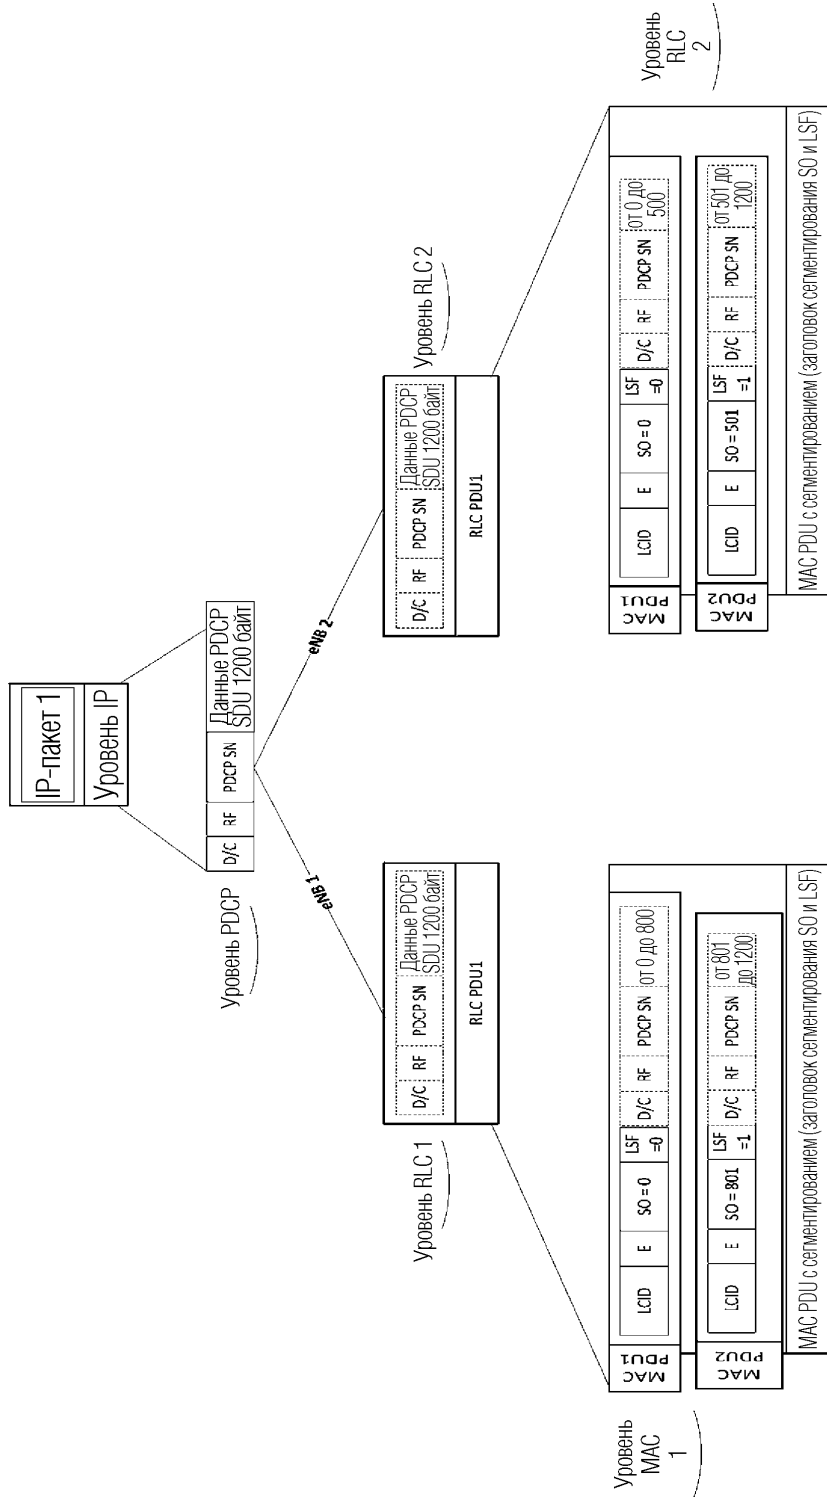 IP-пакет 1
Уровень IP
Уровень PDCP
D/C
RF
PDCP SN
Данные PDCP
SDU 1200 байт
eNB 1
eNB 2
Уровень RLC 1
D/C
RF
PDCP SN
Данные PDCP
SDU 1200 байт
RLC PDU1
D/C
RF
PDCP SN
Данные PDCP
SDU 1200 байт
RLC PDU1
Уровень RLC 2
Уровень
MAC
1
MAC
PDU1
LCID
E
SO = 0
LSF
=0
D/C
RF
PDCP SN
от 0 до 800
MAC
PDU2
LCID
E
SO = 801
LSF
=1
D/C
RF
PDCP SN
от 801
до 1200
MAC PDU с сегментированием (заголовок сегментирования SO и LSF)
MAC
PDU1
LCID
E
SO = 0
LSF
=0
D/C
RF
PDCP SN
от 0 до
500
MAC
PDU2
LCID
E
SO = 501
LSF
=1
D/C
RF
PDCP SN
от 501 до
1200
MAC PDU с сегментированием (заголовок сегментирования SO и LSF)
Уровень
RLC
2